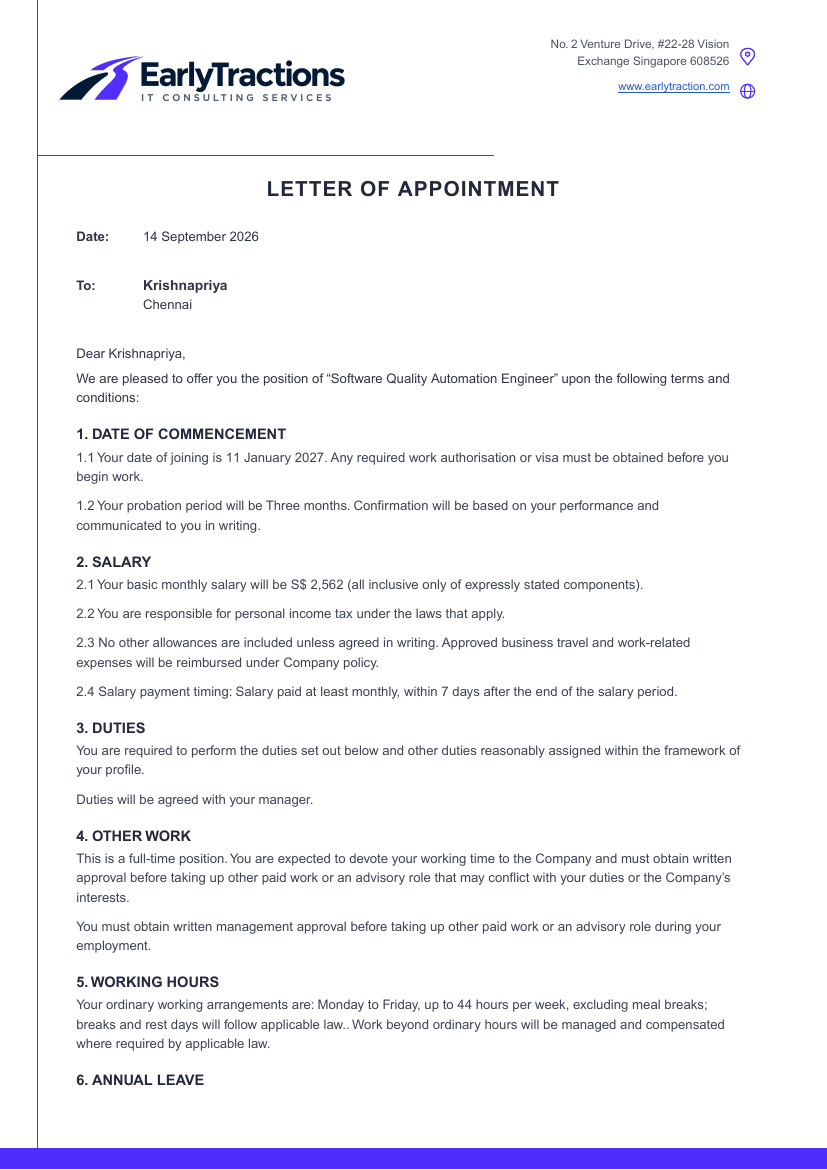 EarlyTractions
IT CONSULTING SERVICES
No. 2 Venture Drive, #22-28 Vision
Exchange Singapore 608526
www.earlytraction.com
LETTER OF APPOINTMENT
Date: 14 September 2026
To: Krishnapriya
Chennai
Dear Krishnapriya,
We are pleased to offer you the position of “Software Quality Automation Engineer” upon the following terms and
conditions:
1. DATE OF COMMENCEMENT
1.1 Your date of joining is 11 January 2027. Any required work authorisation or visa must be obtained before you
begin work.
1.2 Your probation period will be Three months. Confirmation will be based on your performance and
communicated to you in writing.
2. SALARY
2.1 Your basic monthly salary will be S$ 2,562 (all inclusive only of expressly stated components).
2.2 You are responsible for personal income tax under the laws that apply.
2.3 No other allowances are included unless agreed in writing. Approved business travel and work-related
expenses will be reimbursed under Company policy.
2.4 Salary payment timing: Salary paid at least monthly, within 7 days after the end of the salary period.
3. DUTIES
You are required to perform the duties set out below and other duties reasonably assigned within the framework of
your profile.
Duties will be agreed with your manager.
4. OTHER WORK
This is a full-time position. You are expected to devote your working time to the Company and must obtain written
approval before taking up other paid work or an advisory role that may conflict with your duties or the Company’s
interests.
You must obtain written management approval before taking up other paid work or an advisory role during your
employment.
5. WORKING HOURS
Your ordinary working arrangements are: Monday to Friday, up to 44 hours per week, excluding meal breaks;
breaks and rest days will follow applicable law.. Work beyond ordinary hours will be managed and compensated
where required by applicable law.
6. ANNUAL LEAVE